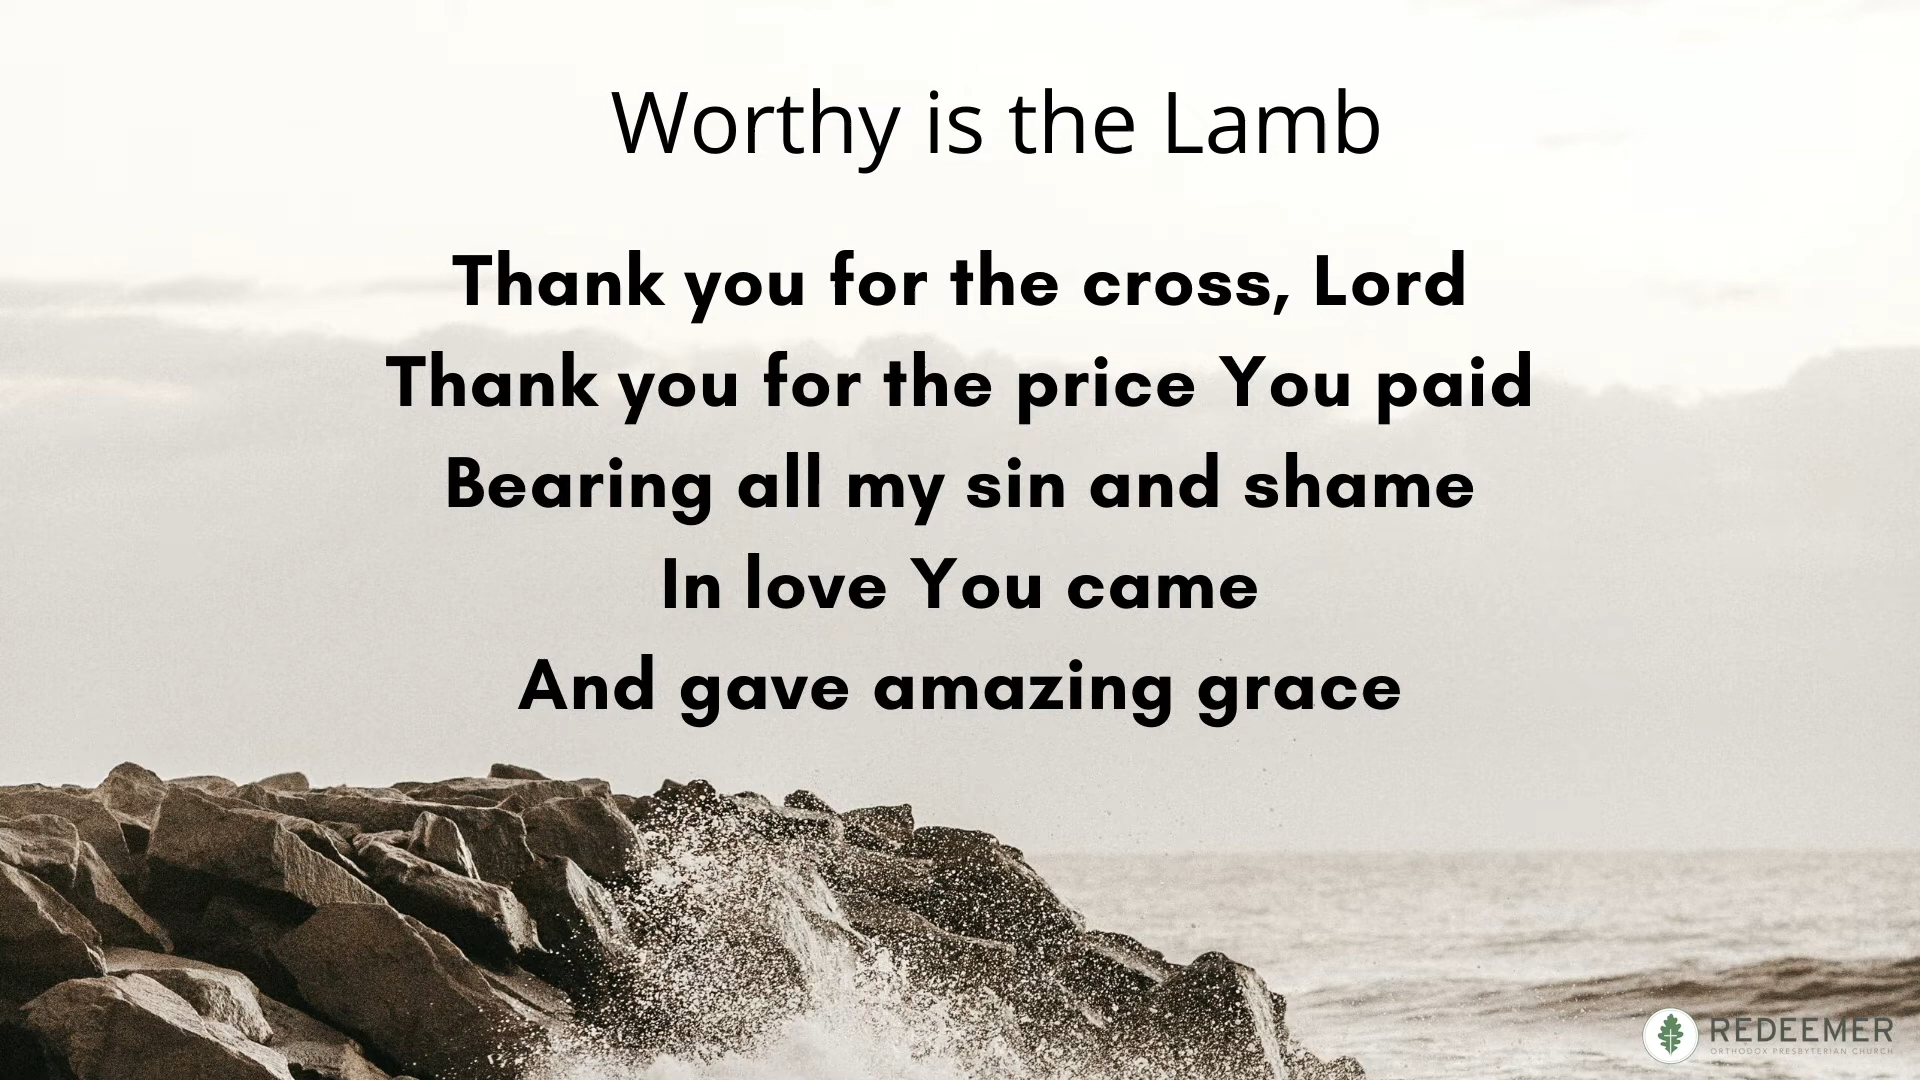 Worthy is the Lamb
Thank you for the cross, Lord
Thank you for the price You paid
Bearing all my sin and shame
In love You came
And gave amazing grace
REDEEMER
ORTHODOX PRESBYTERIAN CHURCH